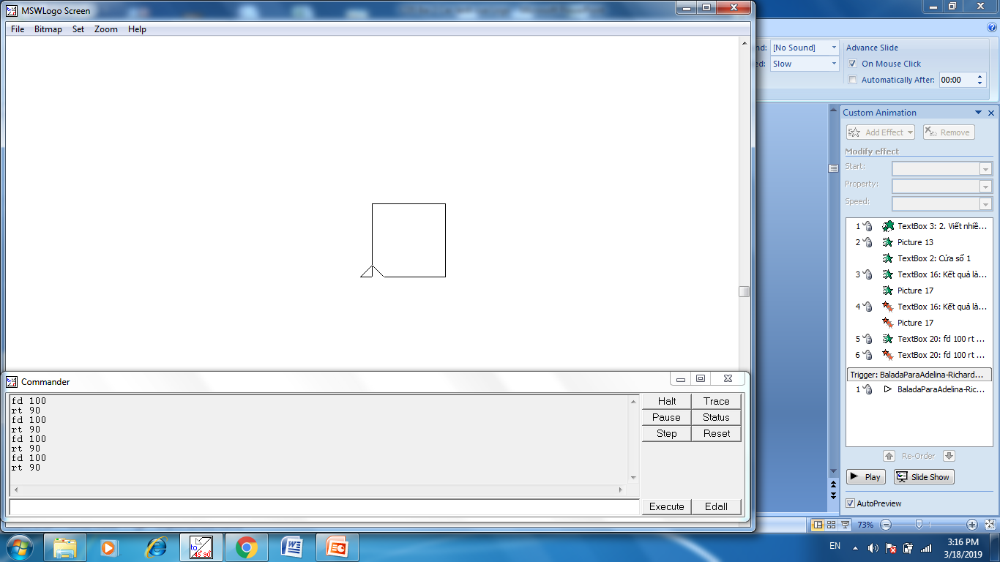 MSWLogo Screen
File Bitmap Set Zoom Help
[No Sound]
Slow
Advance Slide
On Mouse Click
Automatically After: 00:00
Custom Animation
Add Effect Remove
Modify effect
Start:
Property:
Speed:
1 TextBox 3: 2. Viết nhiề...
2 Picture 13
TextBox 2: Cửa sổ 1
3 TextBox 16: Kết quả là...
Picture 17
4 TextBox 16: Kết quả là...
Picture 17
5 TextBox 20: fd 100 rt ...
6 TextBox 20: fd 100 rt ...
Trigger: BaladaParaAdelina-Richard...
1 BaladaParaAdelina-Ric...
Re-Order
Play Slide Show
AutoPreview
73%
Commander
fd 100
rt 90
fd 100
rt 90
fd 100
rt 90
fd 100
rt 90
Halt Trace
Pause Status
Step Reset
Execute Edall
EN
3:16 PM
3/18/2019